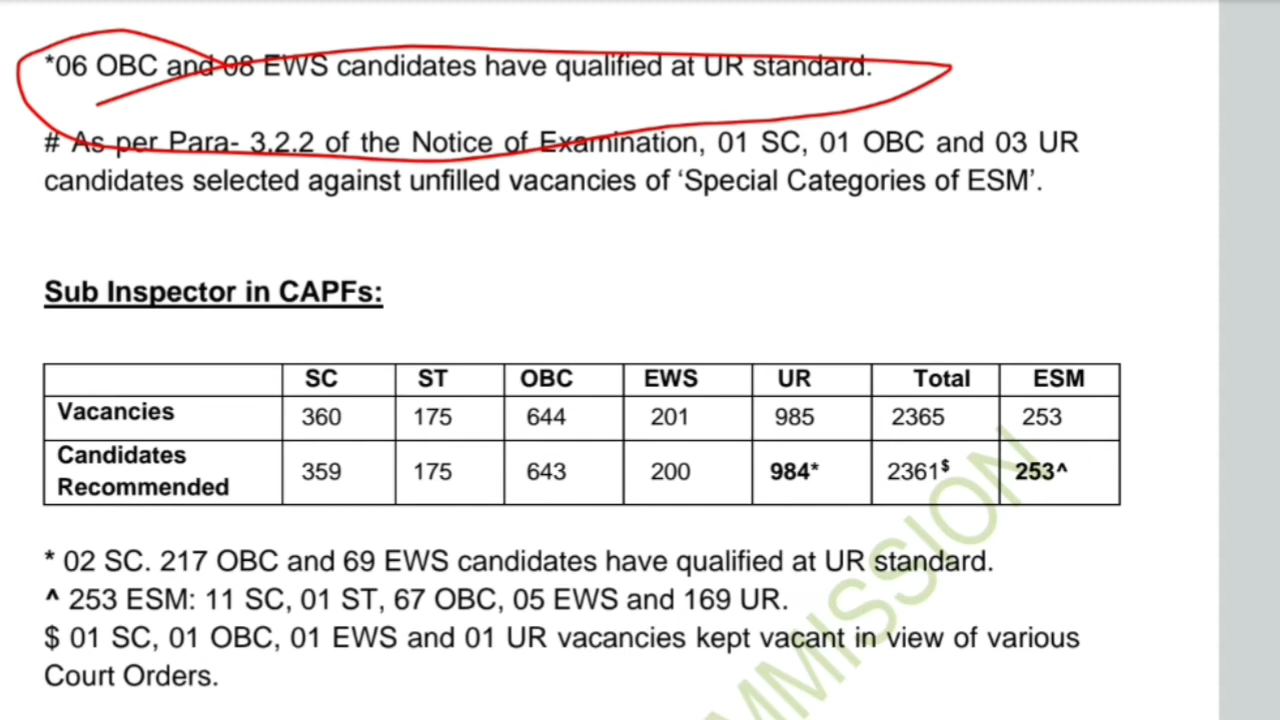 *06 OBC and 08 EWS candidates have qualified at UR standard.
# As per Para- 3.2.2 of the Notice of Examination, 01 SC, 01 OBC and 03 UR
candidates selected against unfilled vacancies of ‘Special Categories of ESM’.
Sub Inspector in CAPFs:
SC ST OBC EWS UR Total ESM
Vacancies 360 175 644 201 985 2365 253
Candidates
Recommended 359 175 643 200 984* 2361$ 253^
* 02 SC. 217 OBC and 69 EWS candidates have qualified at UR standard.
^ 253 ESM: 11 SC, 01 ST, 67 OBC, 05 EWS and 169 UR.
$ 01 SC, 01 OBC, 01 EWS and 01 UR vacancies kept vacant in view of various
Court Orders.
MMISSION